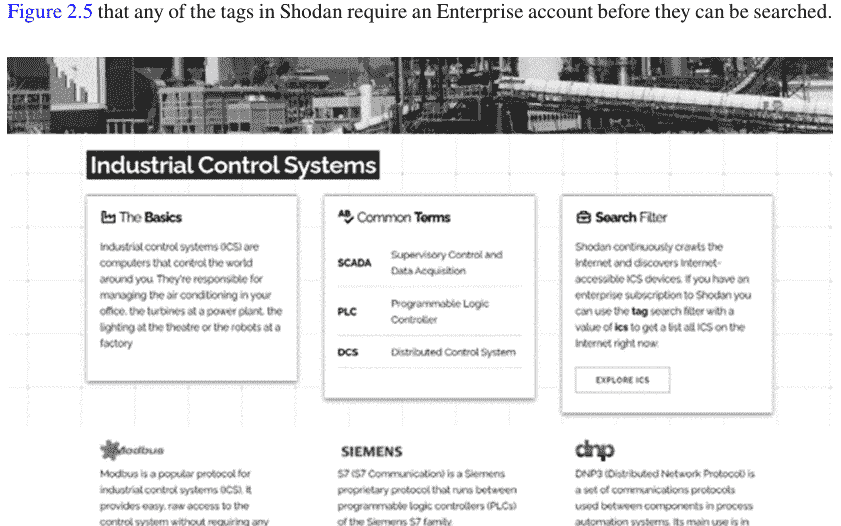 Figure 2.5 that any of the tags in Shodan require an Enterprise account before they can be searched.
Industrial Control Systems
The Basics
Industrial control systems (ICS) are
computers that control the world
around you. They're responsible for
managing the air conditioning in your
office, the turbines at a power plant, the
lighting at the theatre or the robots at a
factory
Common Terms
SCADA
Supervisory Control and
Data Acquisition
PLC
Programmable Logic
Controller
DCS
Distributed Control System
Search Filter
Shodan continuously crawls the
Internet and discovers Internet-
accessible ICS devices. If you have an
enterprise subscription to Shodan you
can use the tag search filter with a
value of ics to get a list all ICS on the
Internet right now.
EXPLORE ICS
Modbus
Modbus is a popular protocol for
industrial control systems (ICS). It
provides easy, raw access to the
control system without requiring any
SIEMENS
S7 (S7 Communication) is a Siemens
proprietary protocol that runs between
programmable logic controllers (PLCs)
of the Siemens S7 family.
dnp
DNP3 (Distributed Network Protocol) is
a set of communications protocols
used between components in process
automation systems. Its main use is in